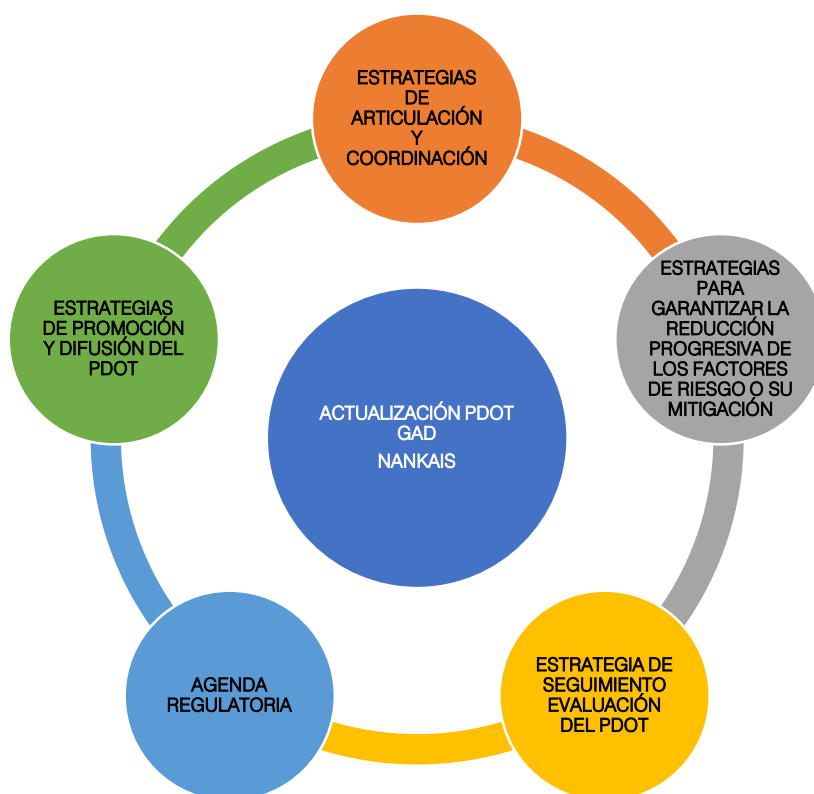 ESTRATEGIAS
DE
ARTICULACIÓN
Y
COORDINACIÓN
ESTRATEGIAS
PARA
GARANTIZAR LA
REDUCCIÓN
PROGRESIVA DE
LOS FACTORES
DE RIESGO O SU
MITIGACIÓN
ESTRATEGIAS
DE PROMOCIÓN
Y DIFUSIÓN DEL
PDOT
ACTUALIZACIÓN PDOT
GAD
NANKAIS
ESTRATEGIA DE
SEGUIMIENTO
EVALUACIÓN
DEL PDOT
AGENDA
REGULATORIA